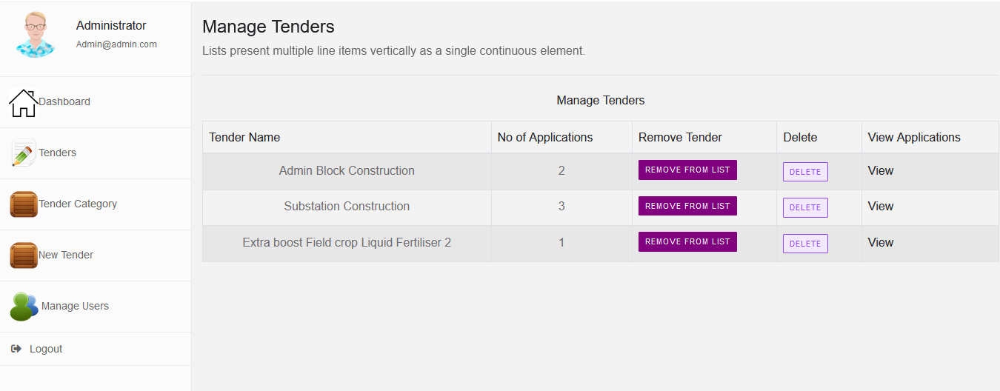 Administrator
Admin@admin.com
Dashboard
Tenders
Tender Category
New Tender
Manage Users
Logout
Manage Tenders
Lists present multiple line items vertically as a single continuous element.
Manage Tenders
Tender Name No of Applications Remove Tender Delete View Applications
Admin Block Construction 2 REMOVE FROM LIST DELETE View
Substation Construction 3 REMOVE FROM LIST DELETE View
Extra boost Field crop Liquid Fertiliser 2 1 REMOVE FROM LIST DELETE View